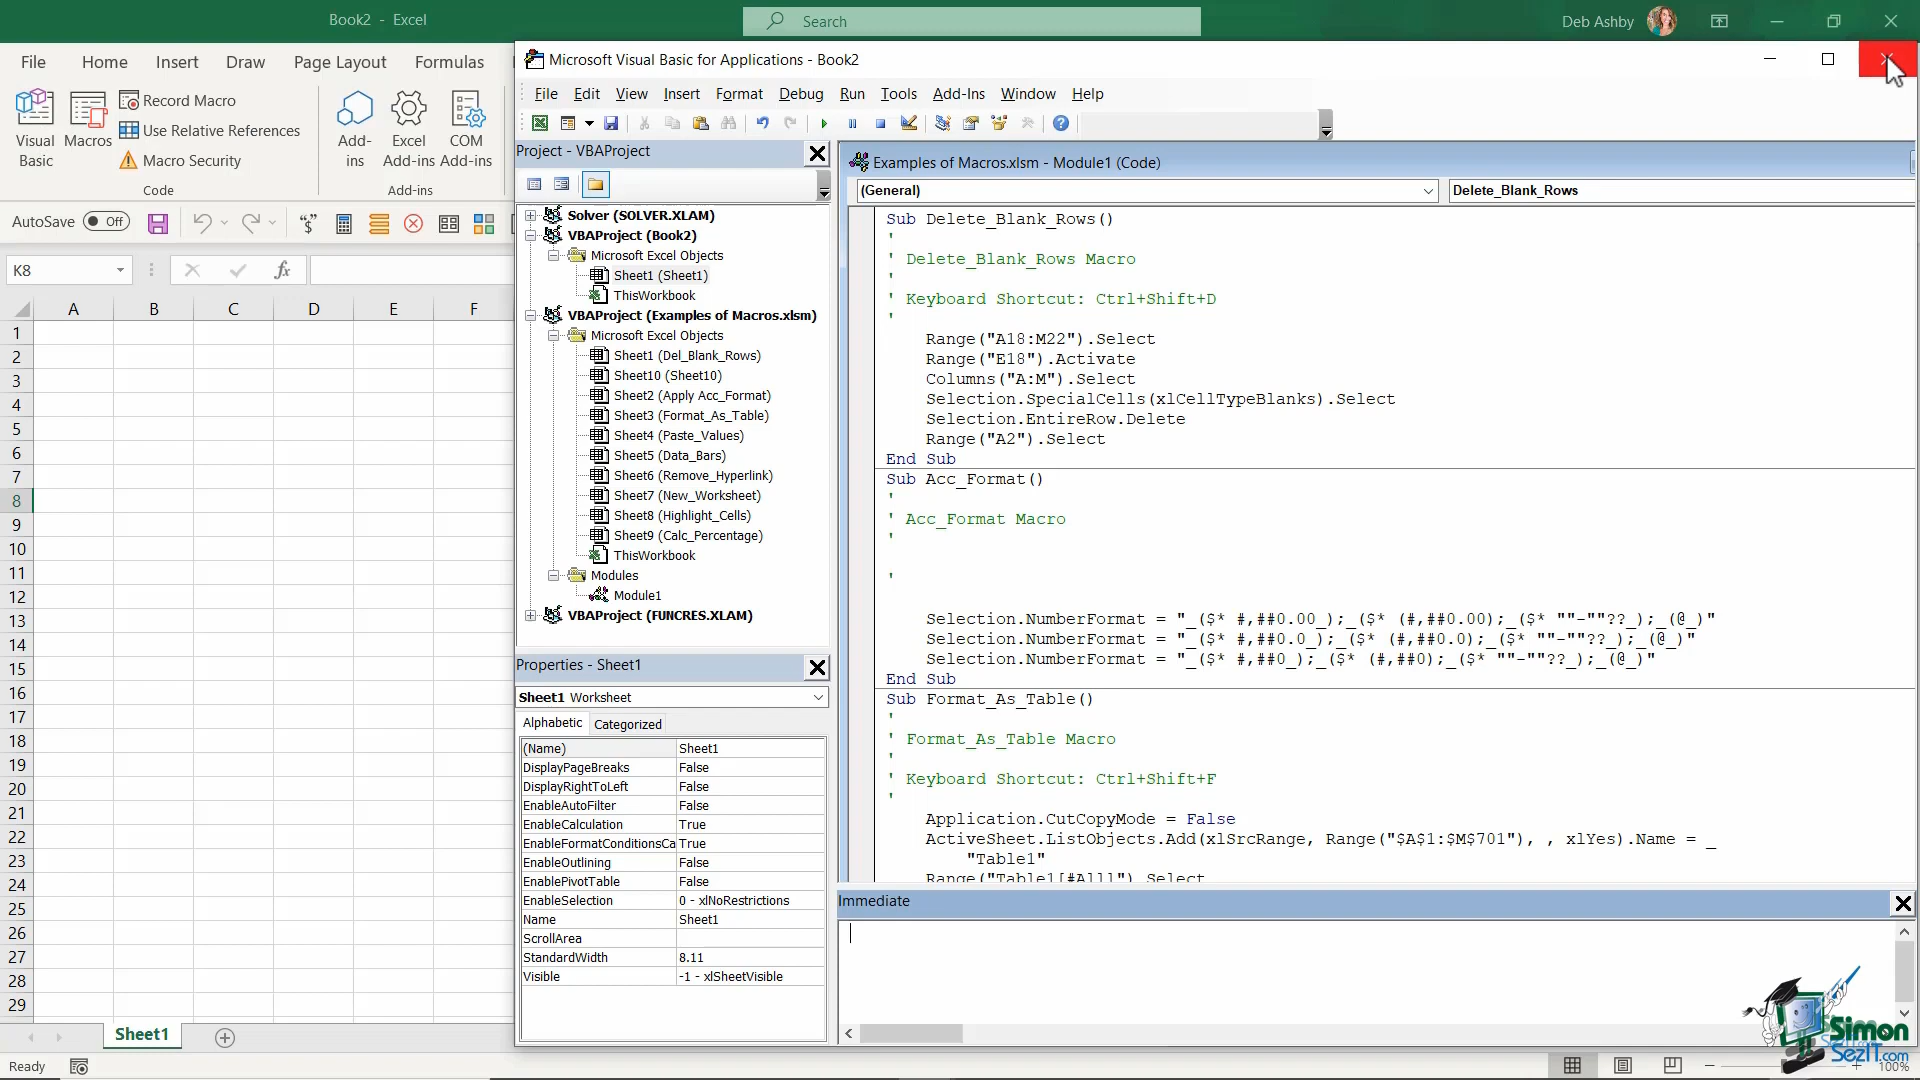 Book2 - Excel
Search
Deb Ashby
File Home Insert Draw Page Layout Formulas
Visual Basic
Macros
Record Macro
Use Relative References
Macro Security
Code
Add-ins
Excel Add-ins
COM Add-ins
Add-ins
AutoSave Off
K8
fx
A B C D E F
1
2
3
4
5
6
7
8
9
10
11
12
13
14
15
16
17
18
19
20
21
22
23
24
25
26
27
28
29
Sheet1
Ready
Microsoft Visual Basic for Applications - Book2
File Edit View Insert Format Debug Run Tools Add-Ins Window Help
Project - VBAProject
Solver (SOLVER.XLAM)
VBAProject (Book2)
Microsoft Excel Objects
Sheet1 (Sheet1)
ThisWorkbook
VBAProject (Examples of Macros.xlsm)
Microsoft Excel Objects
Sheet1 (Del_Blank_Rows)
Sheet10 (Sheet10)
Sheet2 (Apply Acc_Format)
Sheet3 (Format_As_Table)
Sheet4 (Paste_Values)
Sheet5 (Data_Bars)
Sheet6 (Remove_Hyperlink)
Sheet7 (New_Worksheet)
Sheet8 (Highlight_Cells)
Sheet9 (Calc_Percentage)
ThisWorkbook
Modules
Module1
VBAProject (FUNCRES.XLAM)
Properties - Sheet1
Sheet1 Worksheet
Alphabetic Categorized
(Name) Sheet1
DisplayPageBreaks False
DisplayRightToLeft False
EnableAutoFilter False
EnableCalculation True
EnableFormatConditionsCa True
EnableOutlining False
EnablePivotTable False
EnableSelection 0 - xlNoRestrictions
Name Sheet1
ScrollArea
StandardWidth 8.11
Visible -1 - xlSheetVisible
Examples of Macros.xlsm - Module1 (Code)
(General) Delete_Blank_Rows
Sub Delete_Blank_Rows()
'
' Delete_Blank_Rows Macro
'
' Keyboard Shortcut: Ctrl+Shift+D
'
Range("A18:M22").Select
Range("E18").Activate
Columns("A:M").Select
Selection.SpecialCells(xlCellTypeBlanks).Select
Selection.EntireRow.Delete
Range("A2").Select
End Sub
Sub Acc_Format()
'
' Acc_Format Macro
'
'
Selection.NumberFormat = "_($* #,##0.00_);_($* (#,##0.00);_($* ""-""??_);_(@_)"
Selection.NumberFormat = "_($* #,##0.0_);_($* (#,##0.0);_($* ""-""??_);_(@_)"
Selection.NumberFormat = "_($* #,##0_);_($* (#,##0);_($* ""-""??_);_(@_)"
End Sub
Sub Format_As_Table()
'
' Format_As_Table Macro
'
' Keyboard Shortcut: Ctrl+Shift+F
'
Application.CutCopyMode = False
ActiveSheet.ListObjects.Add(xlSrcRange, Range("$A$1:$M$701"), , xlYes).Name = _
"Table1"
Range("Table1[#All]").Select
Immediate
Simon
SezIT.com
100%